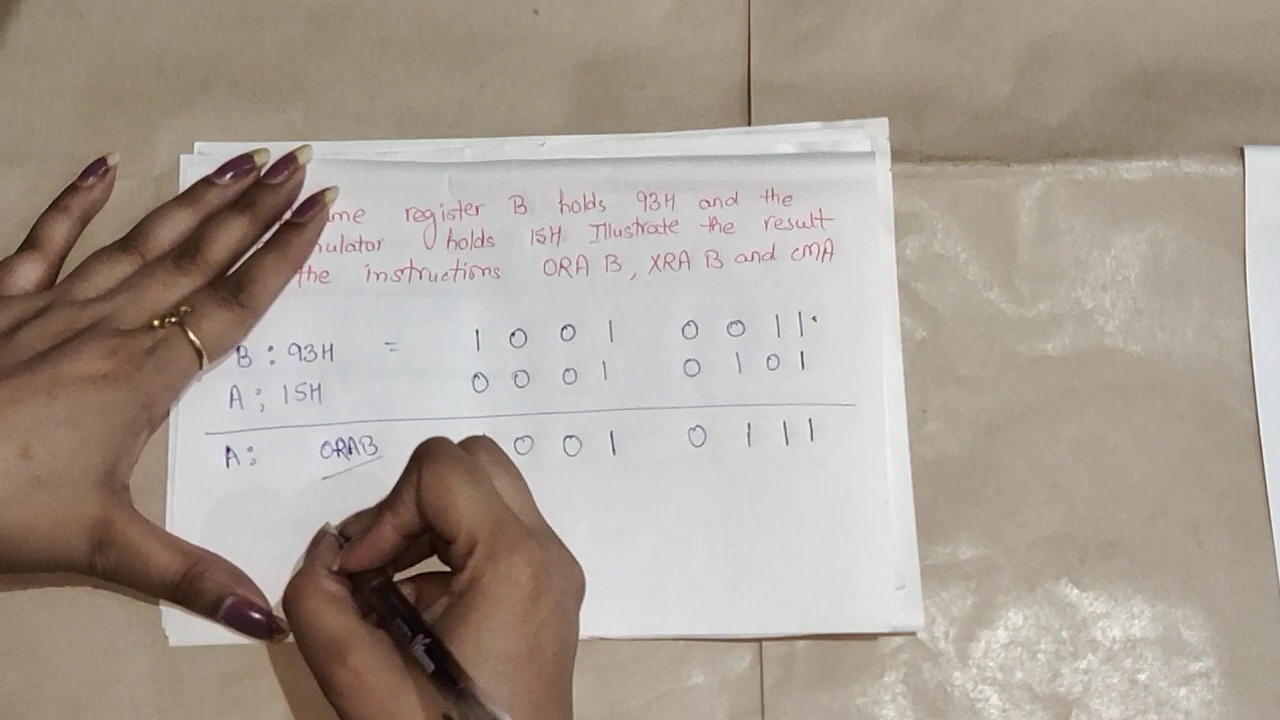 register B holds 93H and the
holds 15H. Illustrate the result
the instructions ORA B, XRA B and CMA
B : 93H = 1 0 0 1 0 0 1 1
A ; 15H 0 0 0 1 0 1 0 1
A : ORAB 0 0 1 0 1 1 1